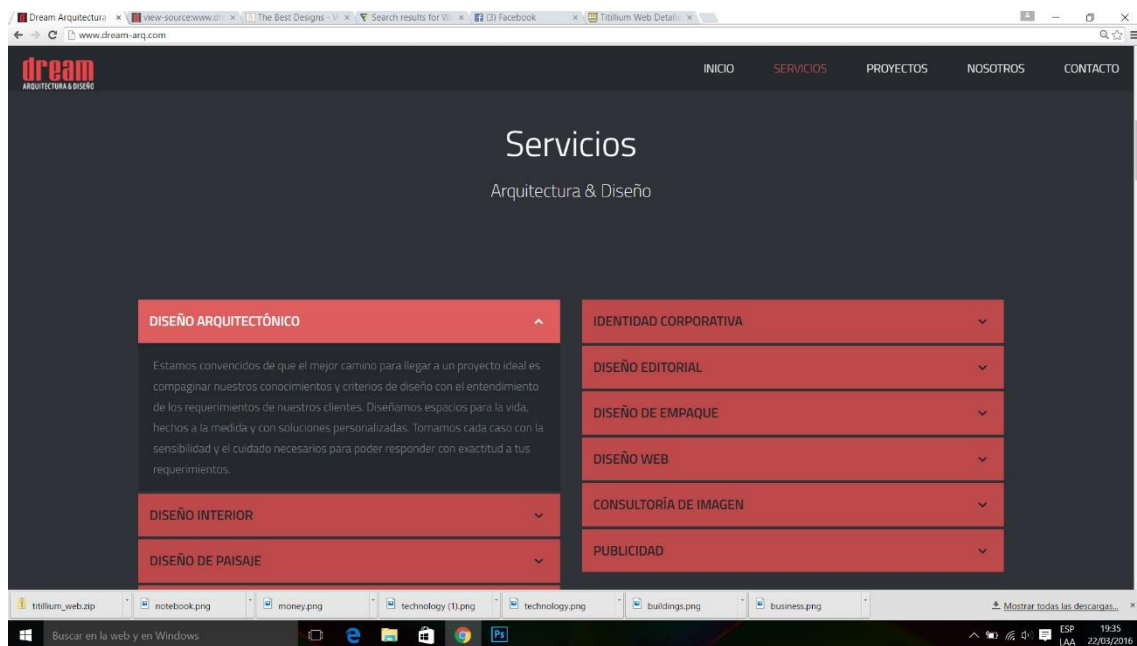 Dream Arquitectura
view-source:www.dr
The Best Designs -
Search results for
(3) Facebook
Titillium Web Detalle
www.dream-arq.com
dream
ARQUITECTURA & DISEÑO
INICIO
SERVICIOS
PROYECTOS
NOSOTROS
CONTACTO
Servicios
Arquitectura & Diseño
DISEÑO ARQUITECTÓNICO
Estamos convencidos de que el mejor camino para llegar a un proyecto ideal es
compaginar nuestros conocimientos y criterios de diseño con el entendimiento
de los requerimientos de nuestros clientes. Diseñamos espacios para la vida,
hechos a la medida y con soluciones personalizadas. Tomamos cada caso con la
sensibilidad y el cuidado necesarios para poder responder con exactitud a tus
requerimientos.
DISEÑO INTERIOR
DISEÑO DE PAISAJE
IDENTIDAD CORPORATIVA
DISEÑO EDITORIAL
DISEÑO DE EMPAQUE
DISEÑO WEB
CONSULTORÍA DE IMAGEN
PUBLICIDAD
titillium_web.zip
notebook.png
money.png
technology (1).png
technology.png
buildings.png
business.png
Mostrar todas las descargas...
Buscar en la web y en Windows
Ps
ESP
LAA
19:35
22/03/2016